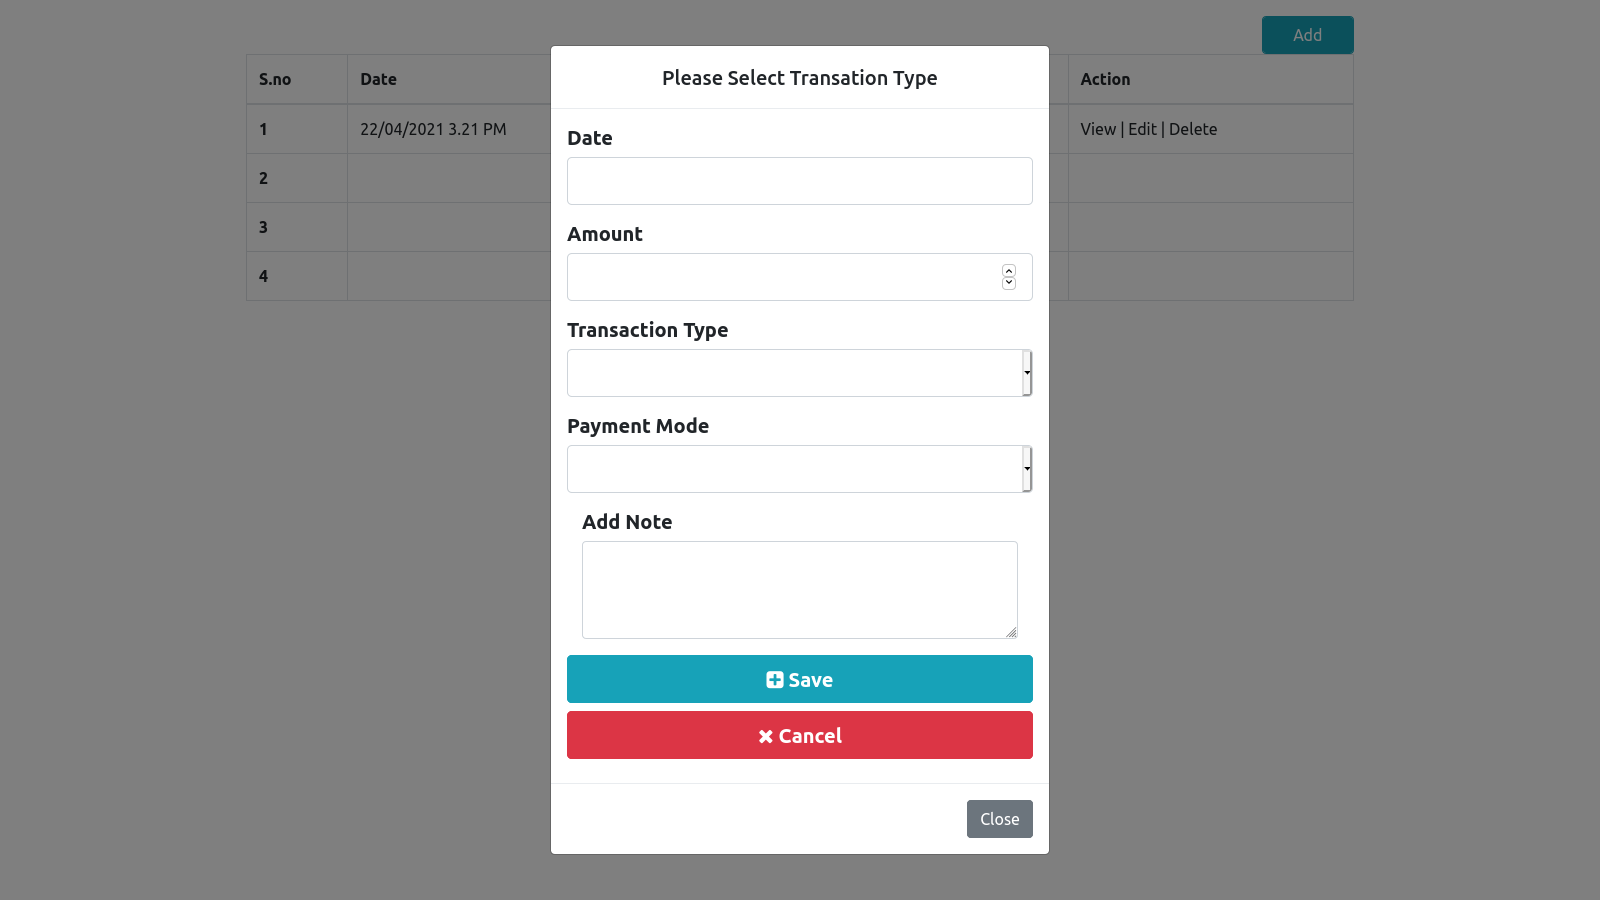 Add
S.no Date Action
1 22/04/2021 3.21 PM View | Edit | Delete
2
3
4
Please Select Transation Type
Date
Amount
Transaction Type
Payment Mode
Add Note
Save
Cancel
Close